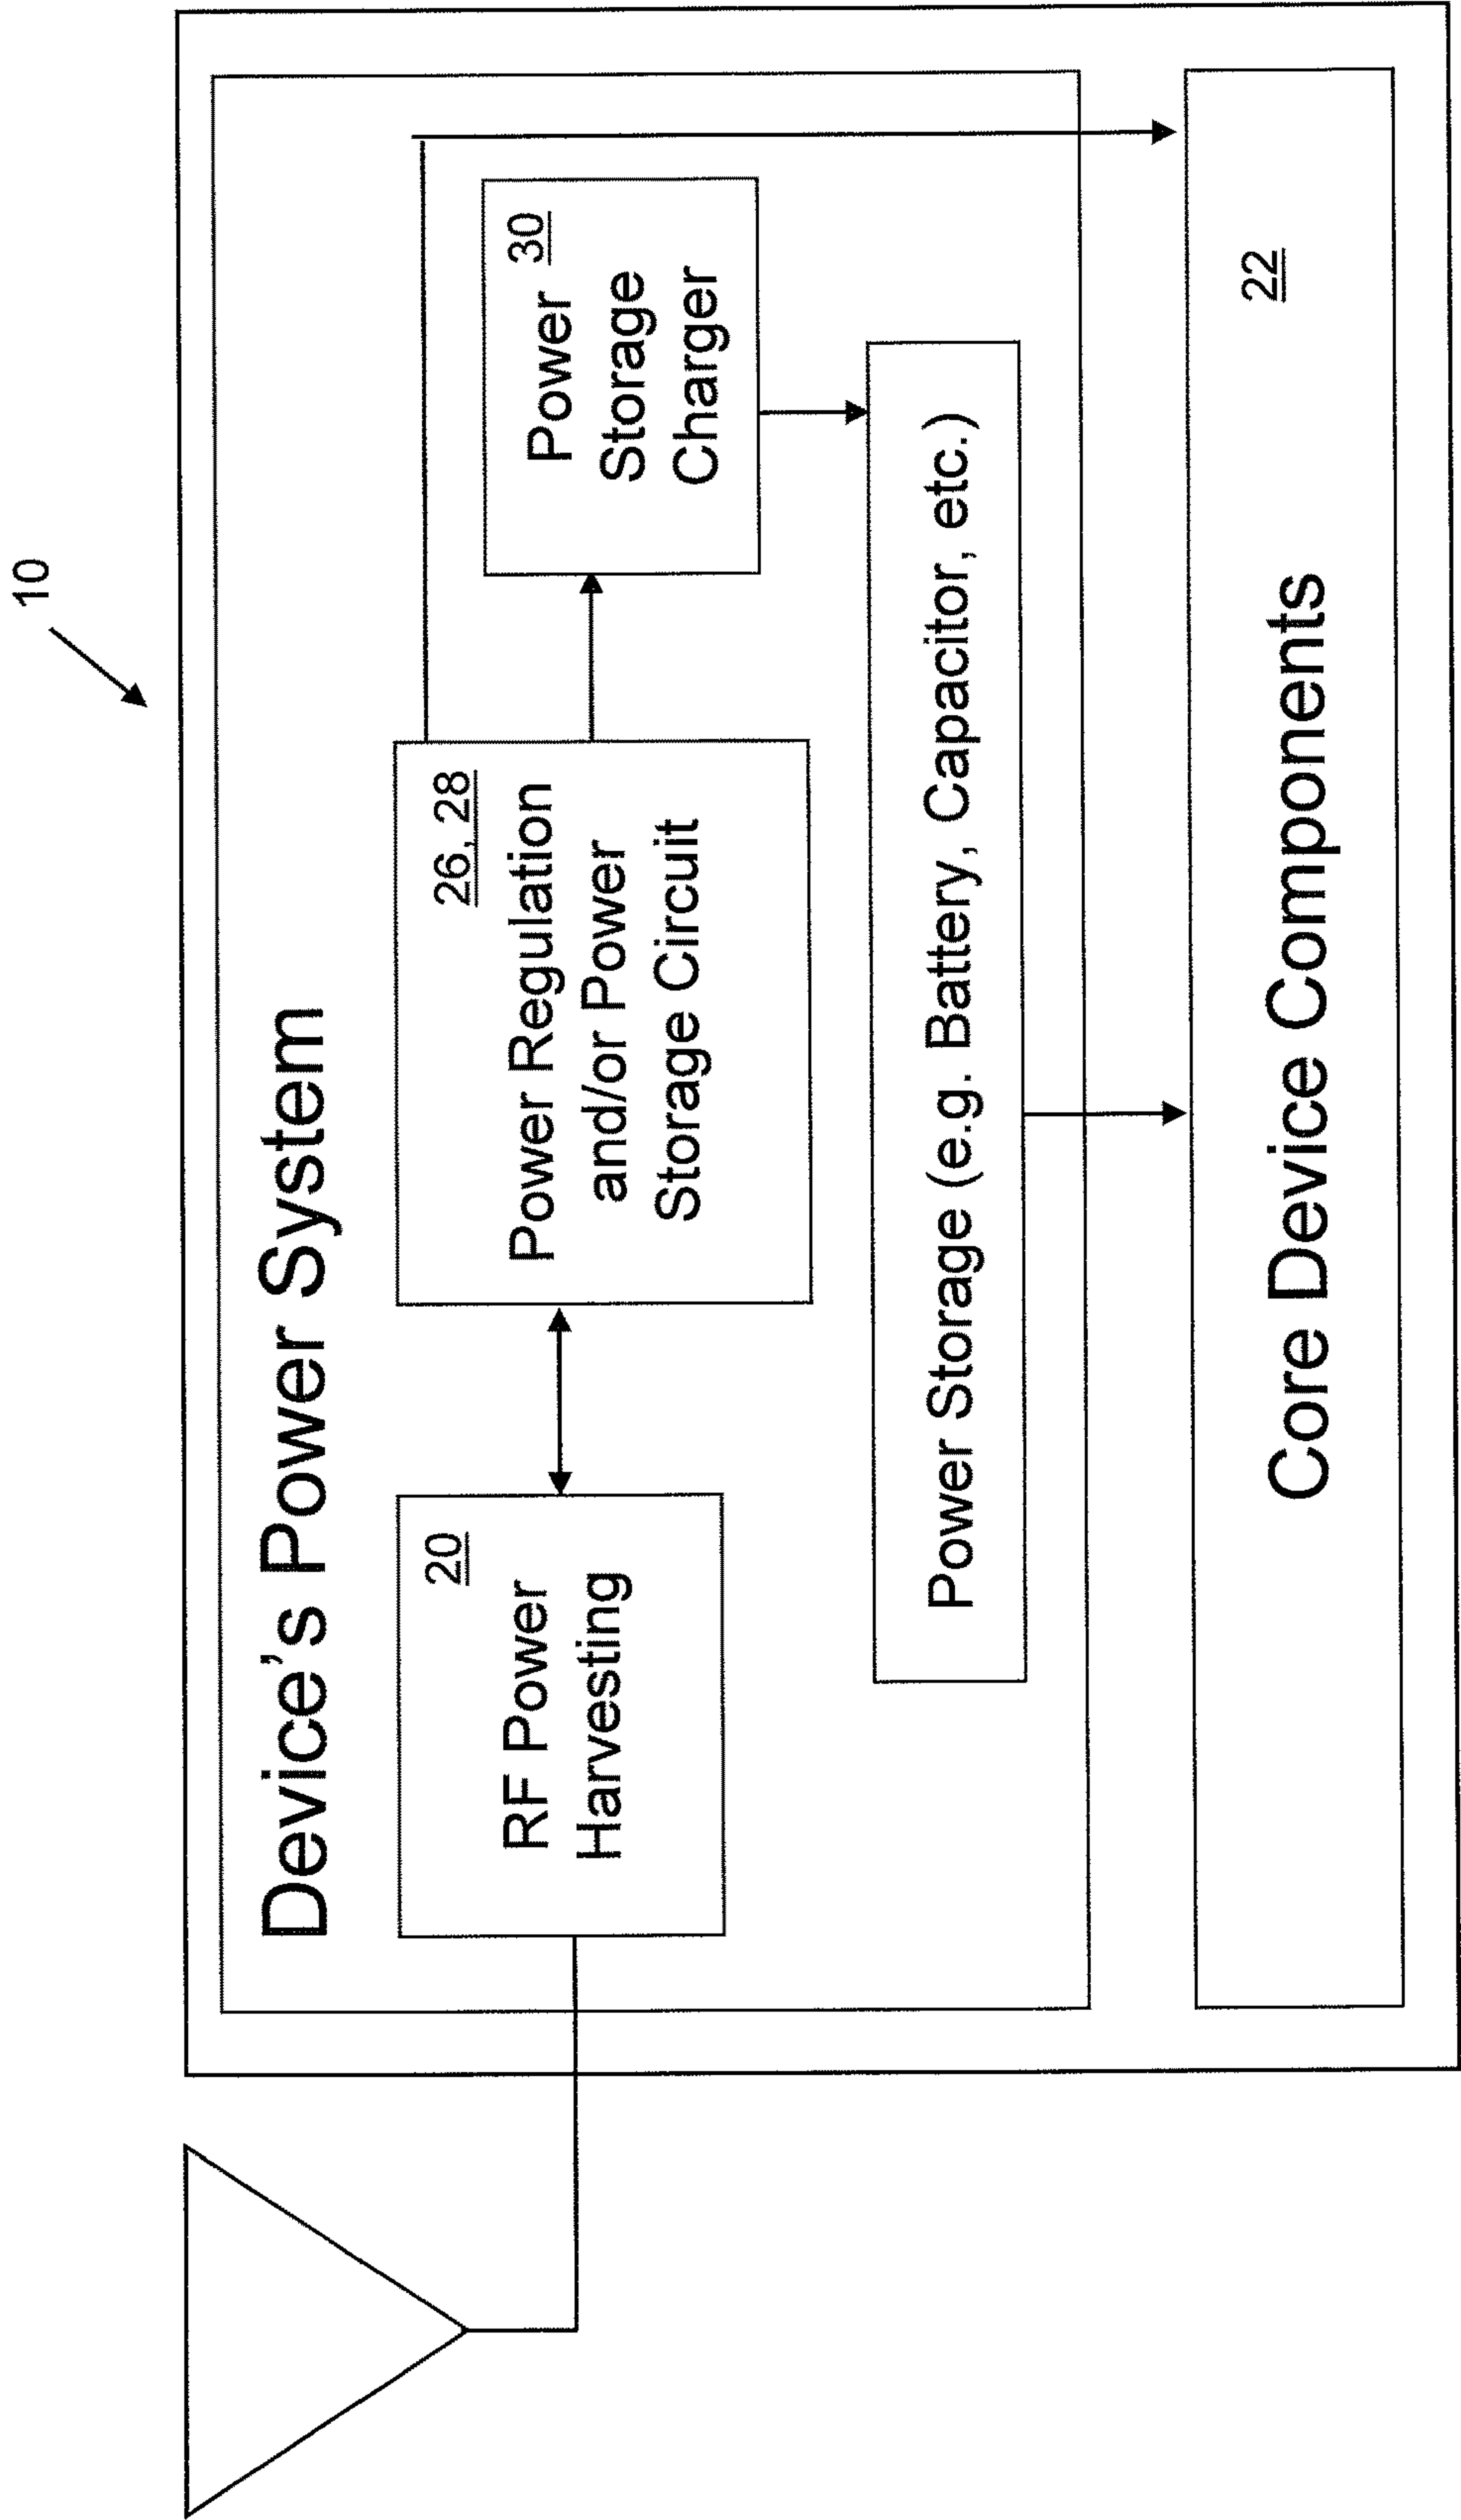 10
Device's Power System
20
RF Power
Harvesting
26, 28
Power Regulation
and/or Power
Storage Circuit
30
Power
Storage
Charger
Power Storage (e.g. Battery, Capacitor, etc.)
22
Core Device Components